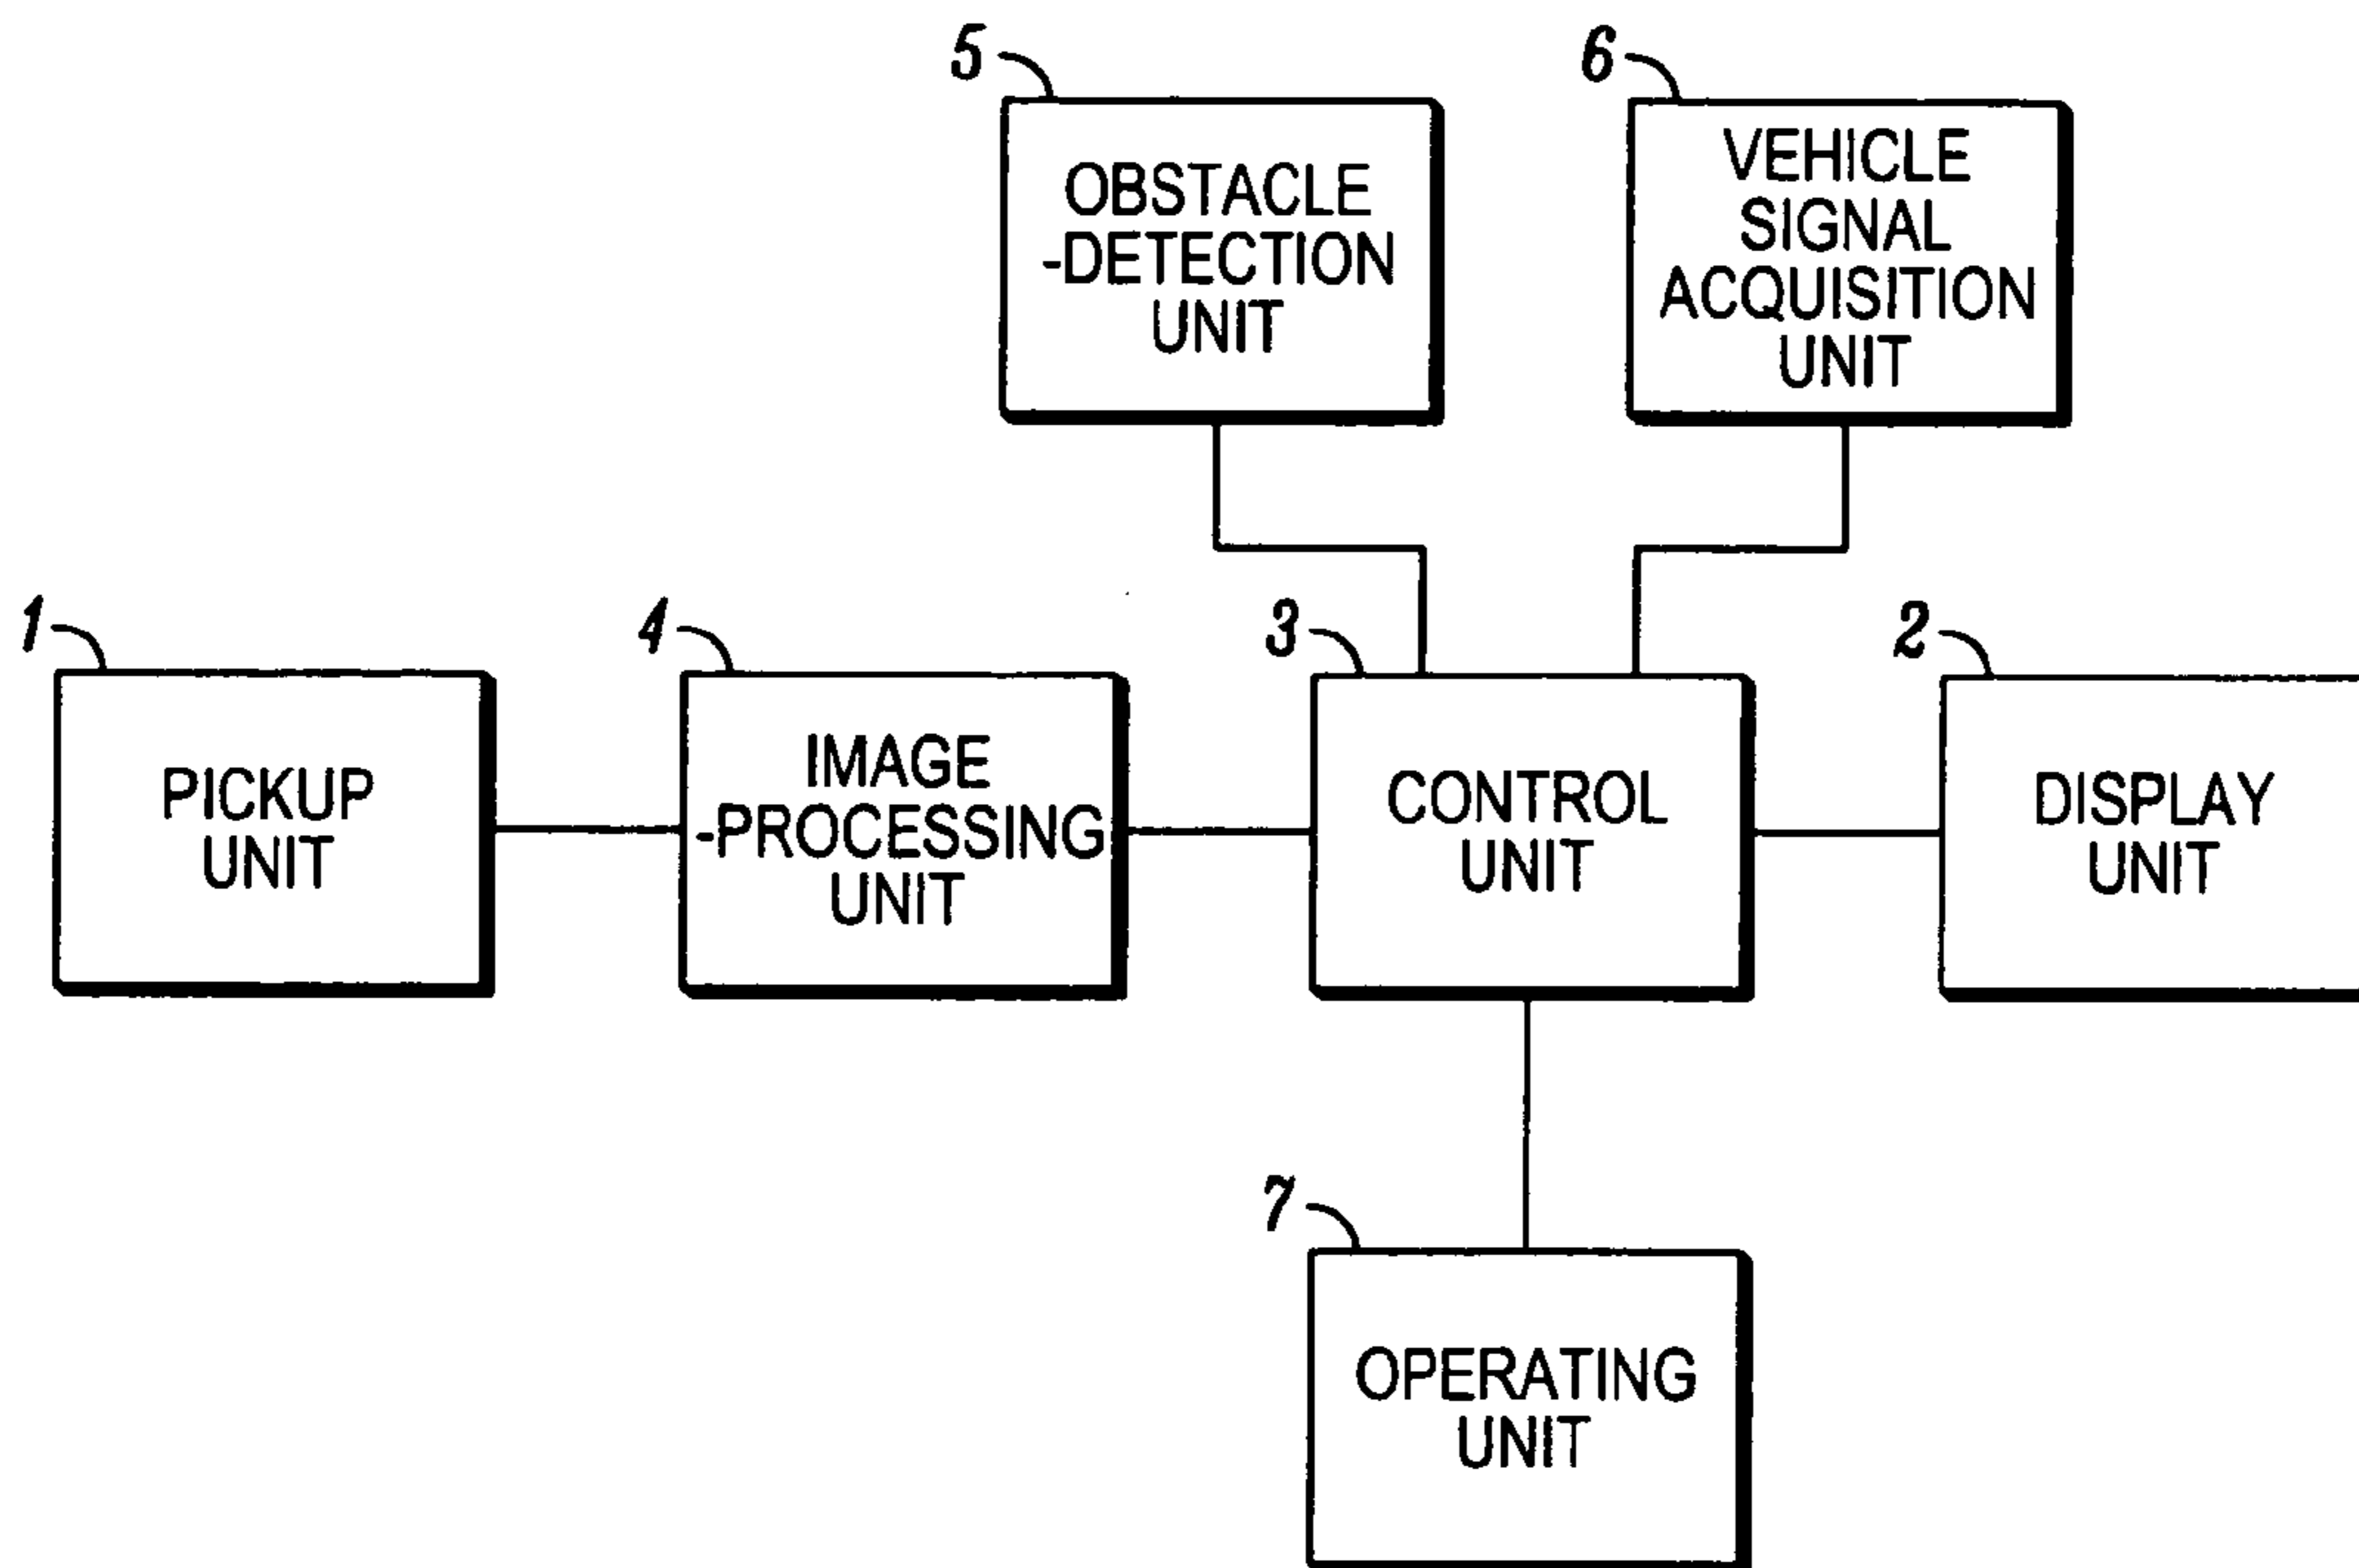 5
OBSTACLE
-DETECTION
UNIT
6
VEHICLE
SIGNAL
ACQUISITION
UNIT
1
PICKUP
UNIT
4
IMAGE
-PROCESSING
UNIT
3
CONTROL
UNIT
2
DISPLAY
UNIT
7
OPERATING
UNIT